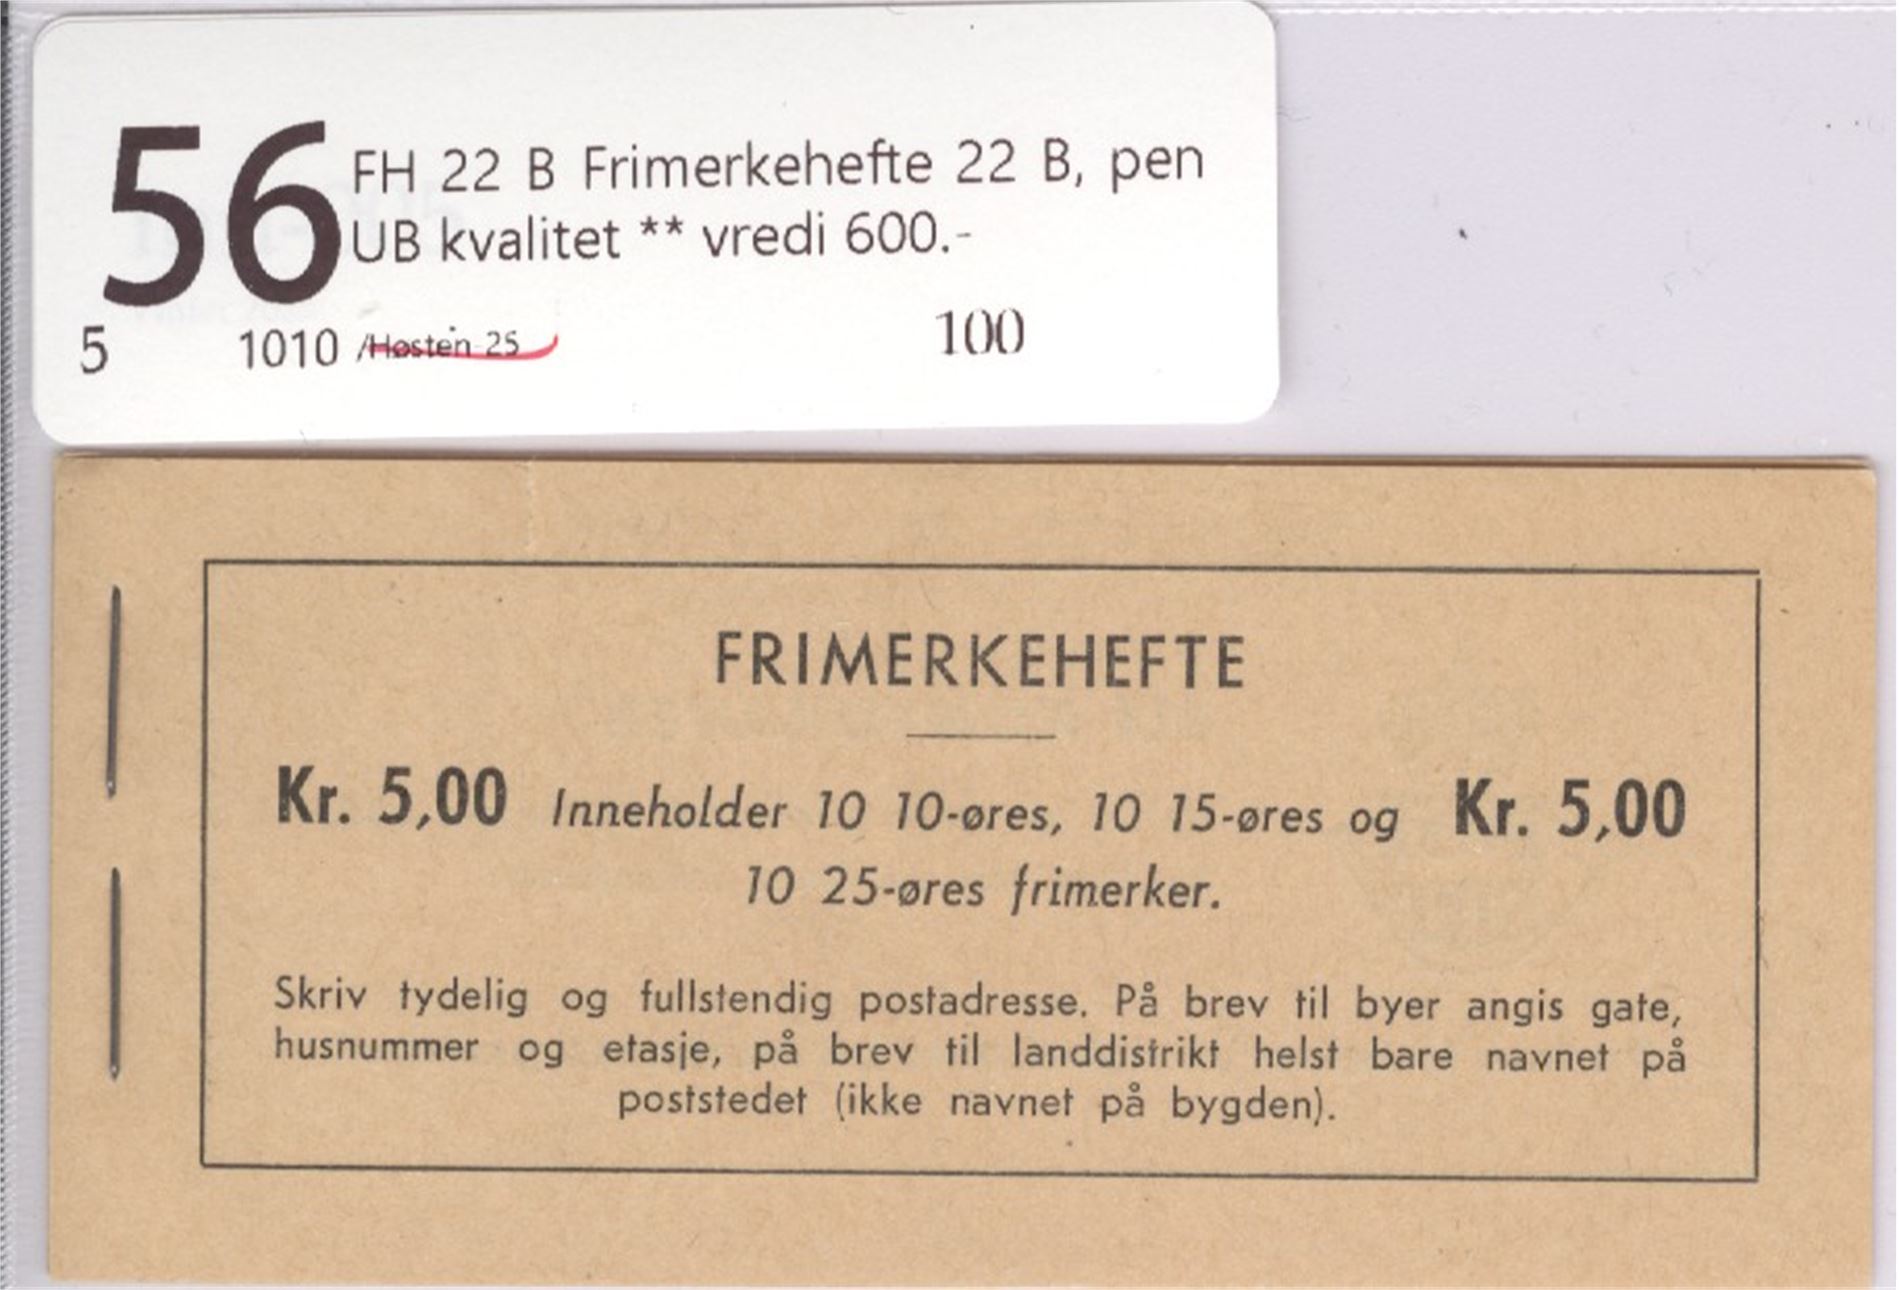 56 FH 22 B Frimerkehefte 22 B, pen
UB kvalitet ** vredi 600.-
5 1010 /Høsten 25 100
FRIMERKEHEFTE
Kr. 5,00 Inneholder 10 10-øres, 10 15-øres og Kr. 5,00
10 25-øres frimerker.
Skriv tydelig og fullstendig postadresse. På brev til byer angis gate,
husnummer og etasje, på brev til landdistrikt helst bare navnet på
poststedet (ikke navnet på bygden).